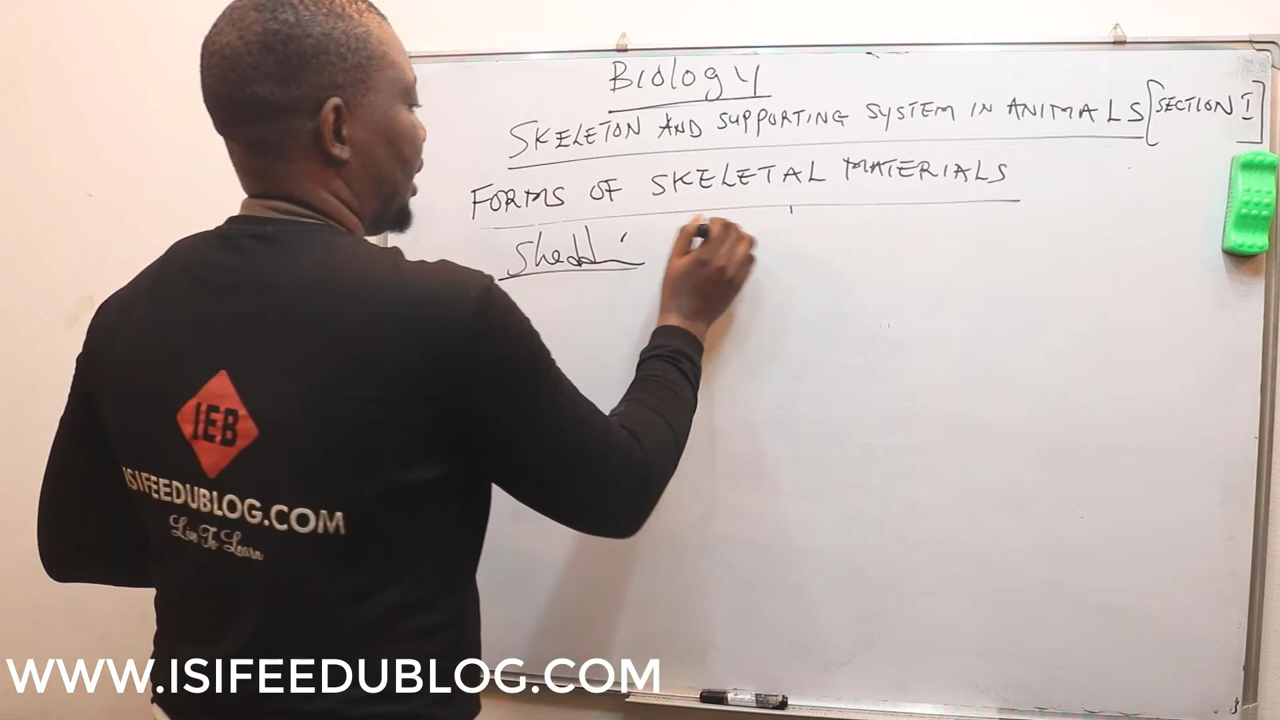 Biology
SKELETON AND SUPPORTING SYSTEM IN ANIMALS [SECTION I]
FORMS OF SKELETAL MATERIALS
IEB
ISIFEEDUBLOG.COM
Live To Learn
WWW.ISIFEEDUBLOG.COM